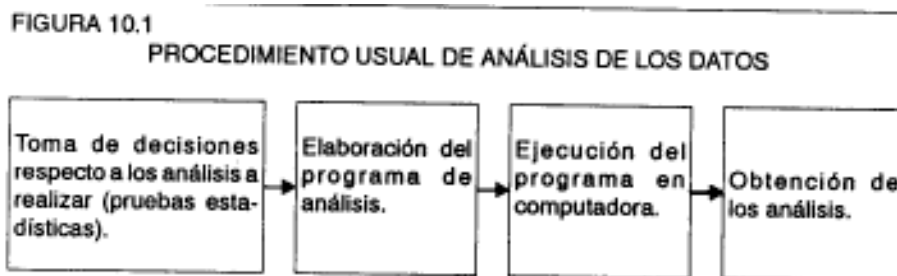 FIGURA 10.1
PROCEDIMIENTO USUAL DE ANÁLISIS DE LOS DATOS
Toma de decisiones
respecto a los análisis a
realizar (pruebas esta-
dísticas).
Elaboración del
programa de
análisis.
Ejecución del
programa en
computadora.
Obtención de
los análisis.